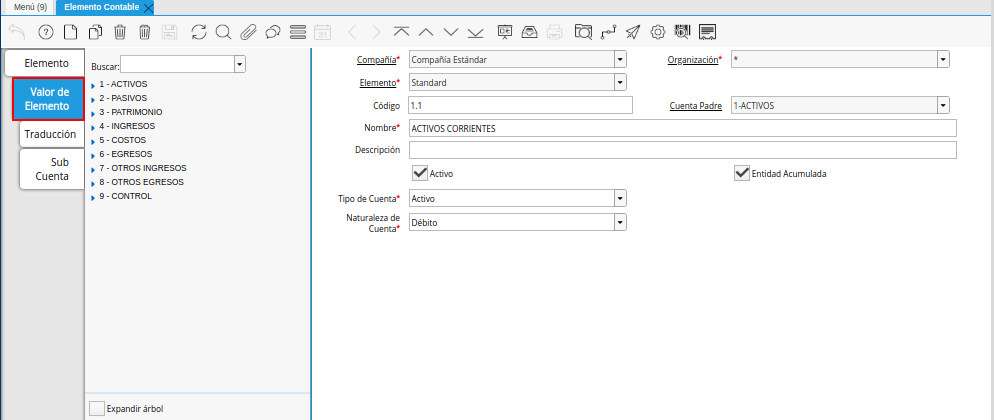 Menú (9) Elemento Contable
Elemento
Valor de
Elemento
Traducción
Sub
Cuenta
Buscar:
1 - ACTIVOS
2 - PASIVOS
3 - PATRIMONIO
4 - INGRESOS
5 - COSTOS
6 - EGRESOS
7 - OTROS INGRESOS
8 - OTROS EGRESOS
9 - CONTROL
Expandir árbol
Compañía* Compañía Estándar Organización* *
Elemento* Standard
Código 1.1 Cuenta Padre 1-ACTIVOS
Nombre* ACTIVOS CORRIENTES
Descripción
Activo Entidad Acumulada
Tipo de Cuenta* Activo
Naturaleza de
Cuenta* Débito